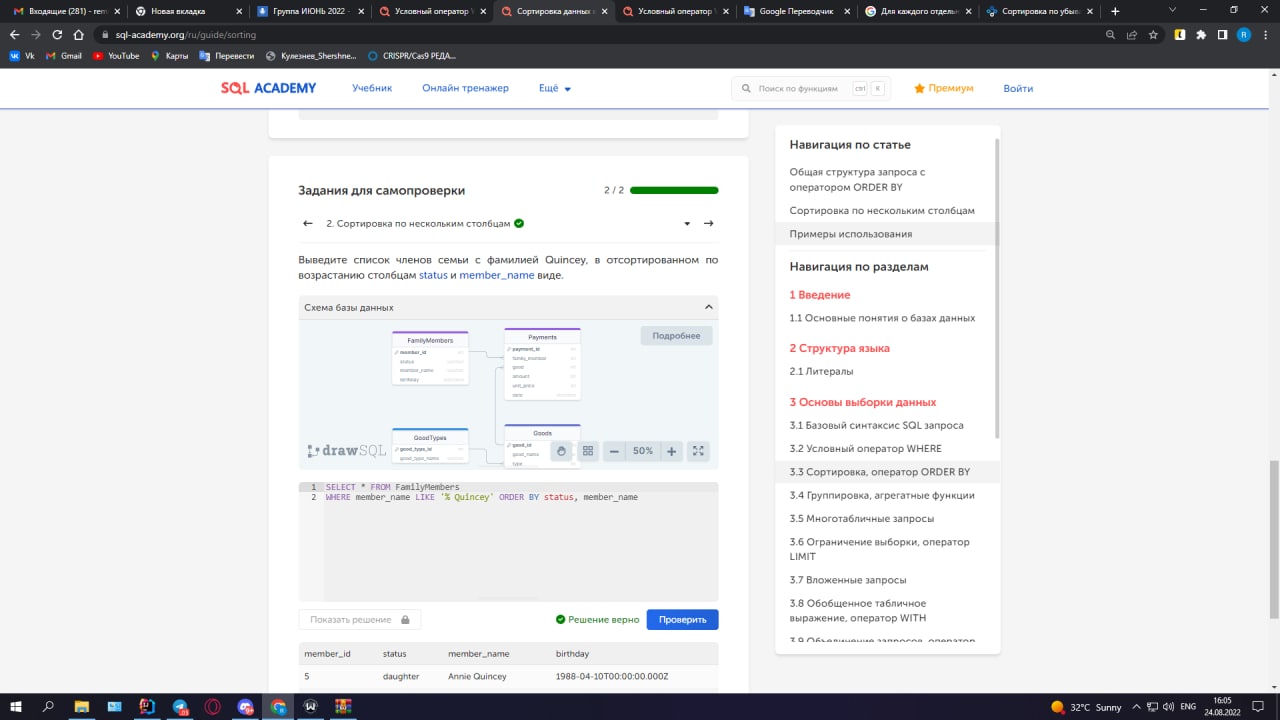 Входящие (281) - rema
Новая вкладка
Группа ИЮНЬ 2022 -
Условный оператор W
Сортировка данных в
Условный оператор W
Google Переводчик
Для каждого отдельн
Сортировка по убыва
sql-academy.org/ru/guide/sorting
Vk
Gmail
YouTube
Карты
Перевести
Кулезнев_Shershne...
CRISPR/Cas9 РЕДА...
SQL ACADEMY
Учебник
Онлайн тренажер
Ещё
Поиск по функциям
ctrl
K
Премиум
Войти
Задания для самопроверки
2 / 2
2. Сортировка по нескольким столбцам
Выведите список членов семьи с фамилией Quincey, в отсортированном по
возрастанию столбцам status и member_name виде.
Схема базы данных
Подробнее
FamilyMembers
member_id
status
member_name
birthday
Payments
payment_id
family_member
good
amount
unit_price
date
GoodTypes
good_type_id
good_type_name
Goods
good_id
good_name
type
drawSQL
50%
1 SELECT * FROM FamilyMembers
2 WHERE member_name LIKE '% Quincey' ORDER BY status, member_name
Показать решение
Решение верно
Проверить
member_id status member_name birthday
5 daughter Annie Quincey 1988-04-10T00:00:00.000Z
Навигация по статье
Общая структура запроса с
оператором ORDER BY
Сортировка по нескольким столбцам
Примеры использования
Навигация по разделам
1 Введение
1.1 Основные понятия о базах данных
2 Структура языка
2.1 Литералы
3 Основы выборки данных
3.1 Базовый синтаксис SQL запроса
3.2 Условный оператор WHERE
3.3 Сортировка, оператор ORDER BY
3.4 Группировка, агрегатные функции
3.5 Многотабличные запросы
3.6 Ограничение выборки, оператор
LIMIT
3.7 Вложенные запросы
3.8 Обобщенное табличное
выражение, оператор WITH
3.9 Объединение запросов, оператор
32°C Sunny
ENG
16:05
24.08.2022